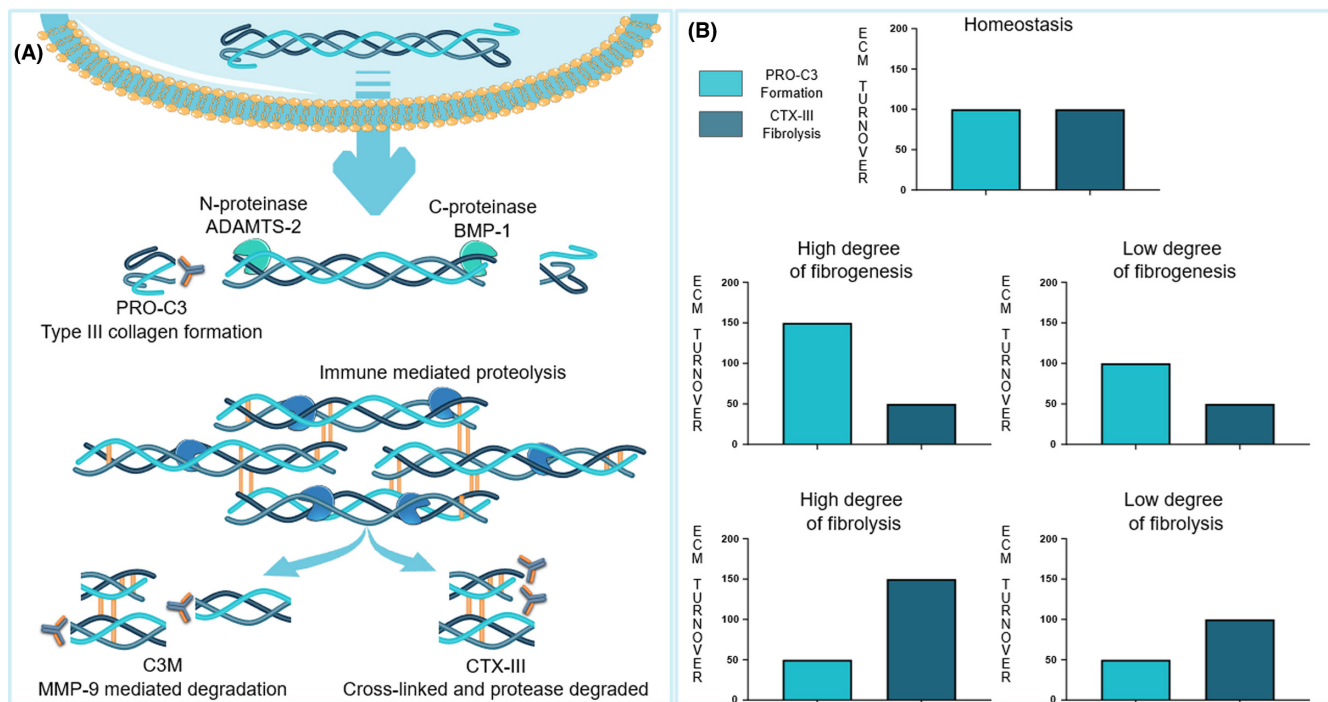 (A)
N-proteinase
ADAMTS-2
C-proteinase
BMP-1
PRO-C3
Type III collagen formation
Immune mediated proteolysis
C3M
MMP-9 mediated degradation
CTX-III
Cross-linked and protease degraded
(B)
PRO-C3
Formation
CTX-III
Fibrolysis
Homeostasis
ECM TURNOVER
200
150
100
50
0
High degree
of fibrogenesis
ECM TURNOVER
200
150
100
50
0
Low degree
of fibrogenesis
ECM TURNOVER
200
150
100
50
0
High degree
of fibrolysis
ECM TURNOVER
200
150
100
50
0
Low degree
of fibrolysis
ECM TURNOVER
200
150
100
50
0